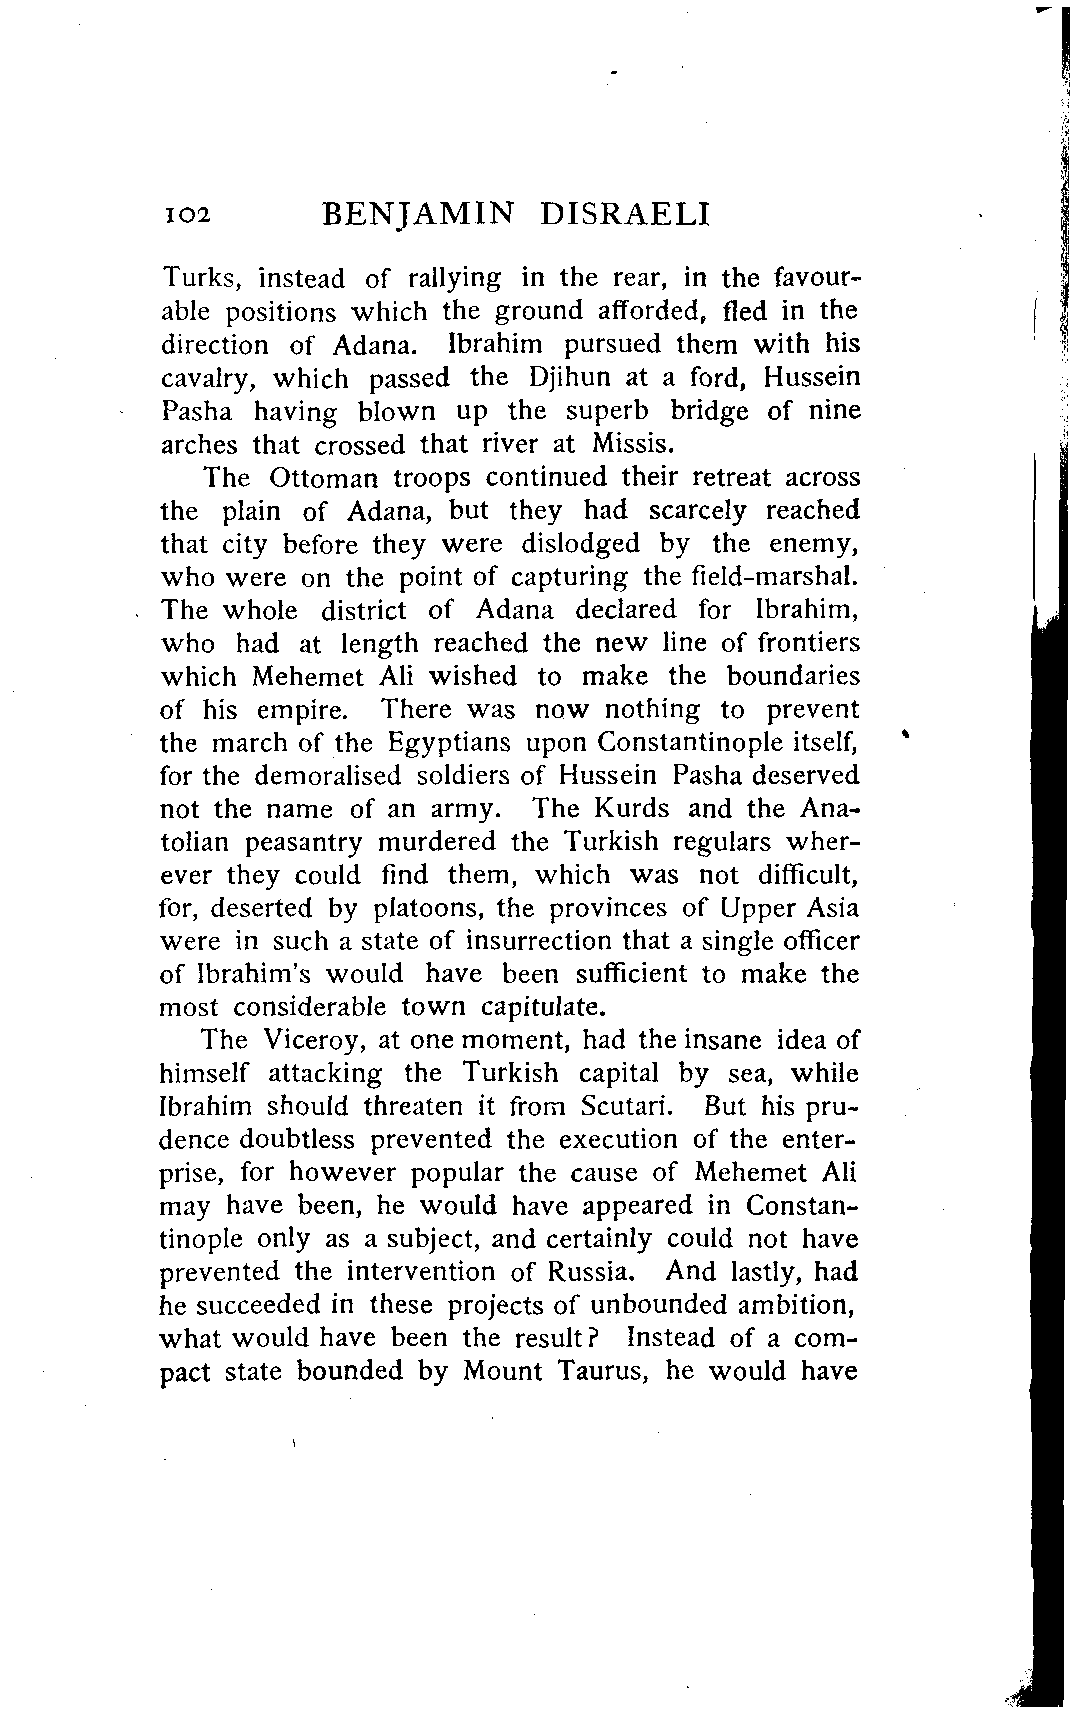 102 BENJAMIN DISRAELI
Turks, instead of rallying in the rear, in the favour-
able positions which the ground afforded, fled in the
direction of Adana. Ibrahim pursued them with his
cavalry, which passed the Djihun at a ford, Hussein
Pasha having blown up the superb bridge of nine
arches that crossed that river at Missis.
The Ottoman troops continued their retreat across
the plain of Adana, but they had scarcely reached
that city before they were dislodged by the enemy,
who were on the point of capturing the field-marshal.
The whole district of Adana declared for Ibrahim,
who had at length reached the new line of frontiers
which Mehemet Ali wished to make the boundaries
of his empire. There was now nothing to prevent
the march of the Egyptians upon Constantinople itself,
for the demoralised soldiers of Hussein Pasha deserved
not the name of an army. The Kurds and the Ana-
tolian peasantry murdered the Turkish regulars wher-
ever they could find them, which was not difficult,
for, deserted by platoons, the provinces of Upper Asia
were in such a state of insurrection that a single officer
of Ibrahim's would have been sufficient to make the
most considerable town capitulate.
The Viceroy, at one moment, had the insane idea of
himself attacking the Turkish capital by sea, while
Ibrahim should threaten it from Scutari. But his pru-
dence doubtless prevented the execution of the enter-
prise, for however popular the cause of Mehemet Ali
may have been, he would have appeared in Constan-
tinople only as a subject, and certainly could not have
prevented the intervention of Russia. And lastly, had
he succeeded in these projects of unbounded ambition,
what would have been the result? Instead of a com-
pact state bounded by Mount Taurus, he would have